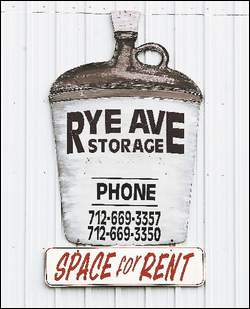 RYE AVE
STORAGE
PHONE
712-669-3357
712-669-3350
SPACE for RENT